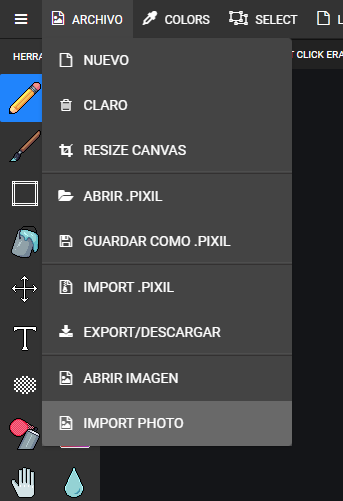 ARCHIVO COLORS SELECT L
HERRA T CLICK ERA
NUEVO
CLARO
RESIZE CANVAS
ABRIR .PIXIL
GUARDAR COMO .PIXIL
IMPORT .PIXIL
EXPORT/DESCARGAR
ABRIR IMAGEN
IMPORT PHOTO